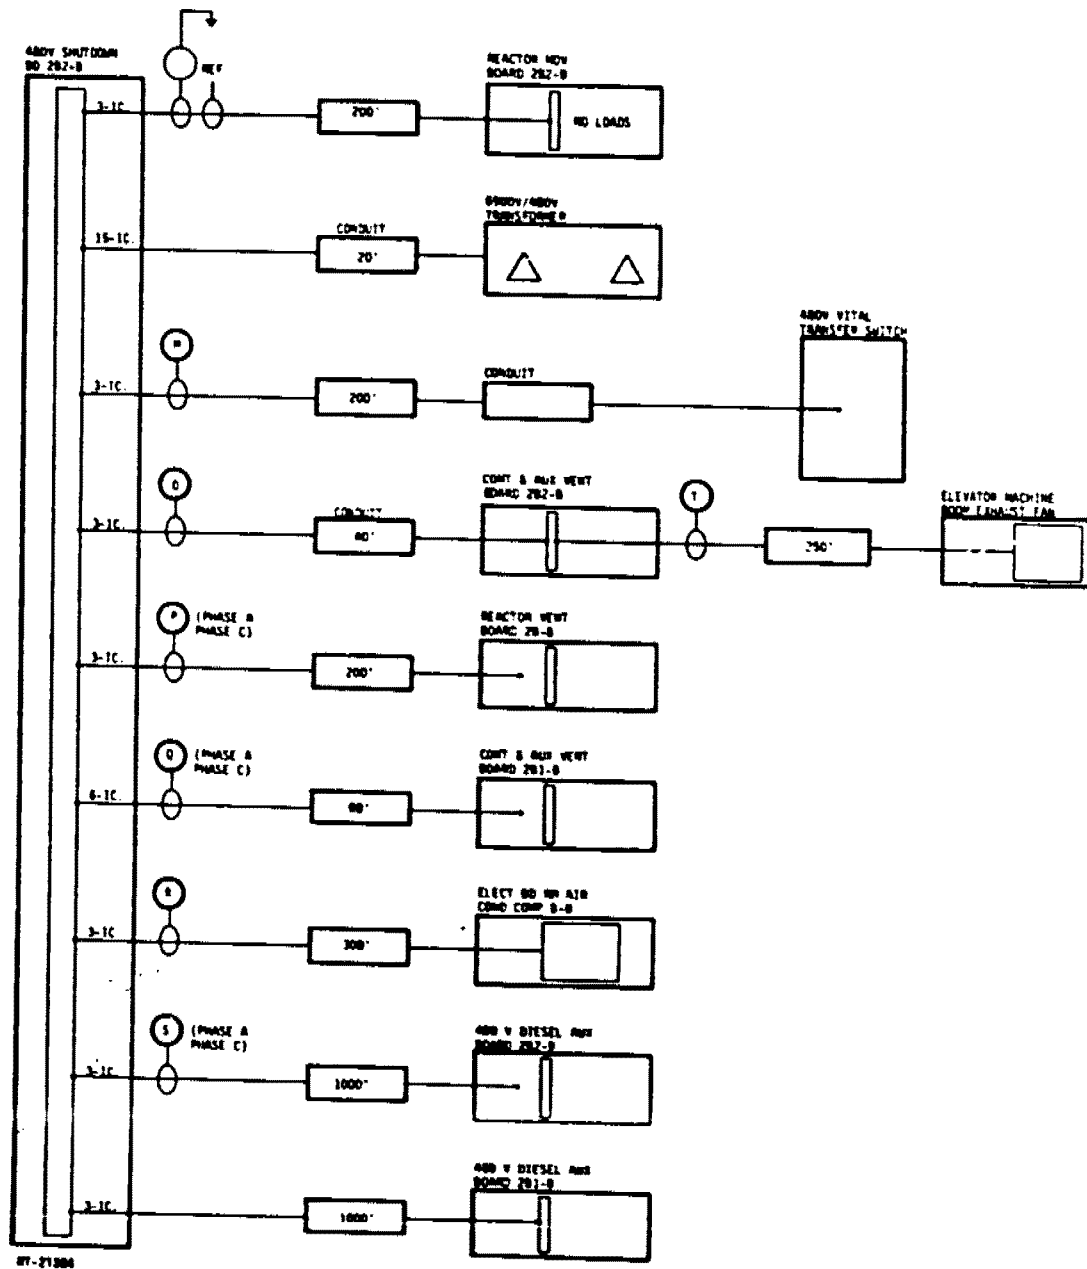 480V SHUTDOWN
BD 2B2-B
REF
3-1C.
200'
REACTOR MOV
BOARD 2B2-B
NO LOADS
15-1C.
CONDUIT
20'
6900V/480V
TRANSFORMER
3-1C.
200'
CONDUIT
480V VITAL
TRANSFER SWITCH
3-1C.
CONDUIT
CONT & AUX VENT
BOARD 2B2-B
T
250'
ELEVATOR MACHINE
ROOM EXHAUST FAN
3-1C.
P
(PHASE A
PHASE C)
200'
REACTOR VENT
BOARD 2B-B
6-1C.
Q
(PHASE A
PHASE C)
CONT & AUX VENT
BOARD 2B1-B
3-1C
R
300'
ELECT BD RM AIR
COND COMP B-B
3-1C.
S
(PHASE A
PHASE C)
1000'
480 V DIESEL AUX
BOARD 2B2-B
3-1C.
1000'
480 V DIESEL AUX
BOARD 2B1-B